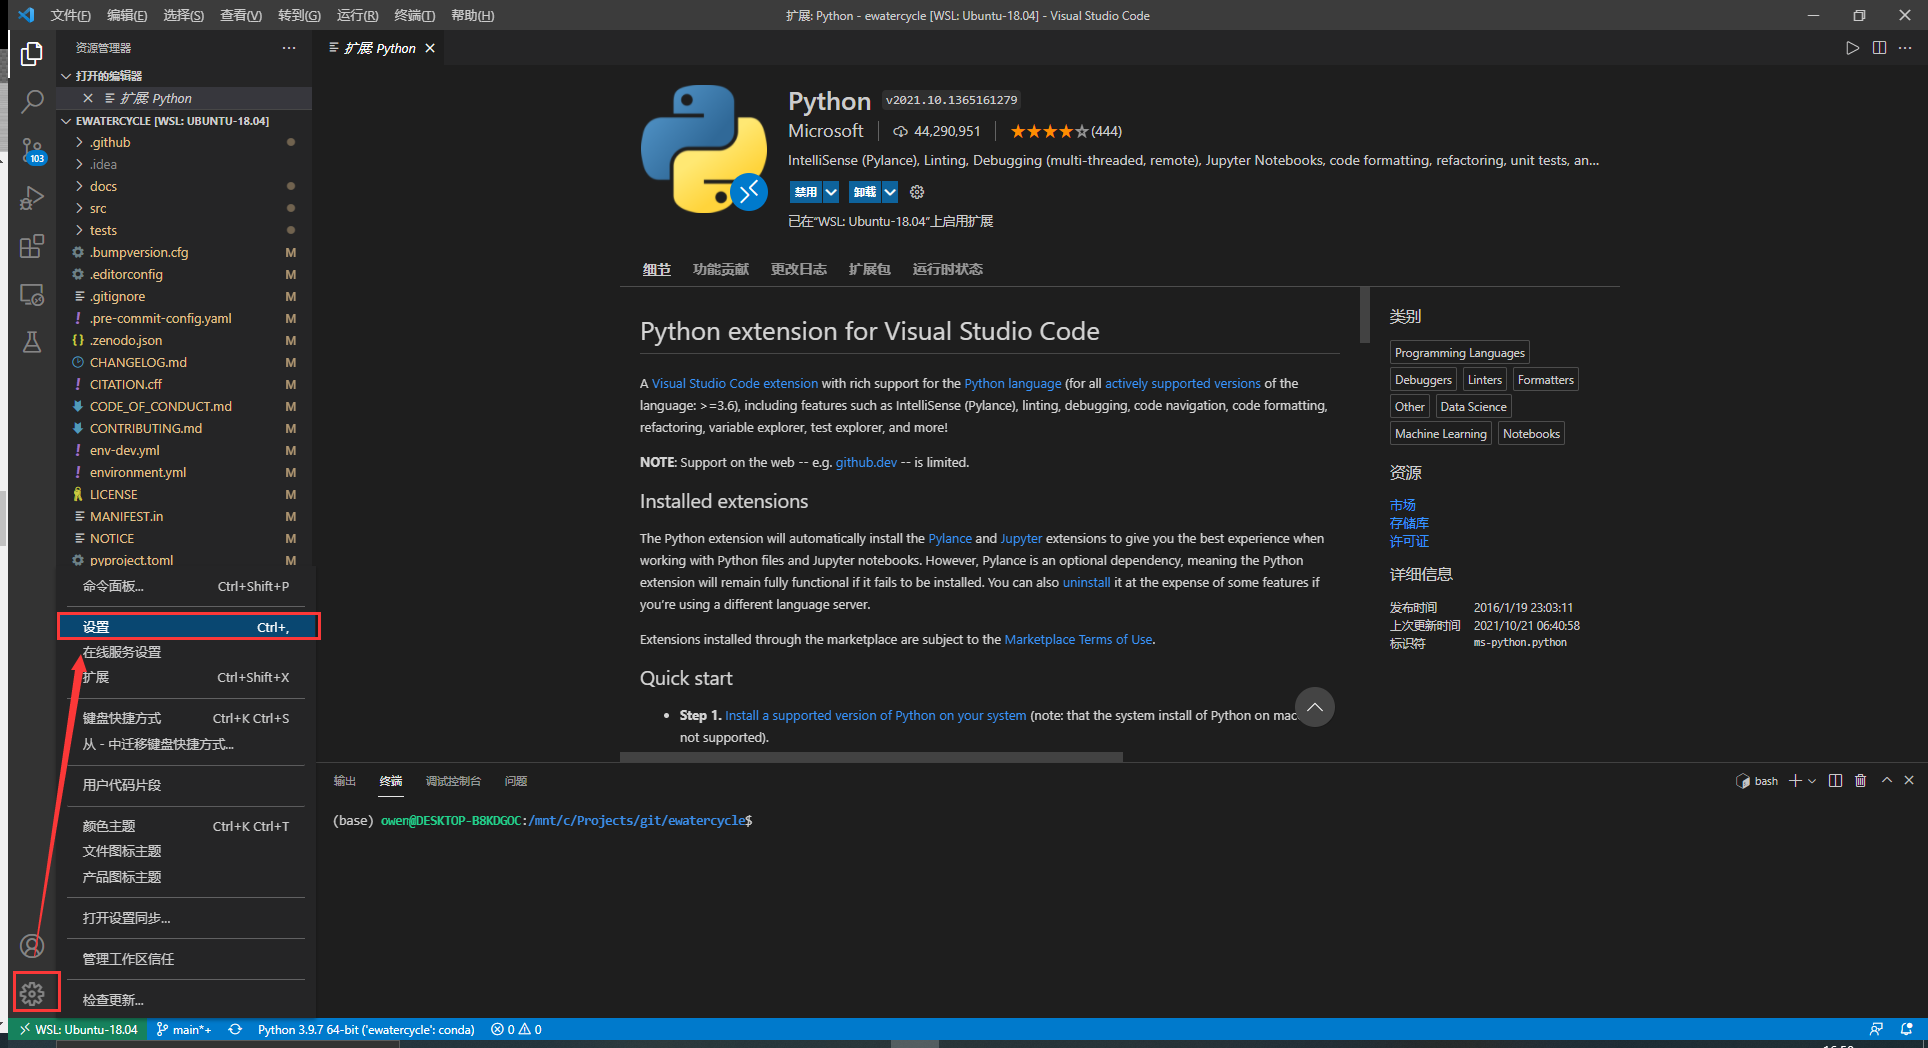 文件(F) 编辑(E) 选择(S) 查看(V) 转到(G) 运行(R) 终端(T) 帮助(H)
扩展: Python - ewatercycle [WSL: Ubuntu-18.04] - Visual Studio Code
资源管理器
扩展: Python
打开的编辑器
扩展: Python
EWATERCYCLE [WSL: UBUNTU-18.04]
.github
.idea
docs
src
tests
.bumpversion.cfg M
.editorconfig M
.gitignore M
.pre-commit-config.yaml M
.zenodo.json M
CHANGELOG.md M
CITATION.cff M
CODE_OF_CONDUCT.md M
CONTRIBUTING.md M
env-dev.yml M
environment.yml M
LICENSE M
MANIFEST.in M
NOTICE M
pyproject.toml M
103
命令面板... Ctrl+Shift+P
设置 Ctrl+,
在线服务设置
扩展 Ctrl+Shift+X
键盘快捷方式 Ctrl+K Ctrl+S
从 - 中迁移键盘快捷方式...
用户代码片段
颜色主题 Ctrl+K Ctrl+T
文件图标主题
产品图标主题
打开设置同步...
管理工作区信任
检查更新...
Python v2021.10.1365161279
Microsoft 44,290,951 (444)
IntelliSense (Pylance), Linting, Debugging (multi-threaded, remote), Jupyter Notebooks, code formatting, refactoring, unit tests, an...
禁用 卸载
已在"WSL: Ubuntu-18.04"上启用扩展
细节 功能贡献 更改日志 扩展包 运行时状态
Python extension for Visual Studio Code
A Visual Studio Code extension with rich support for the Python language (for all actively supported versions of the
language: >=3.6), including features such as IntelliSense (Pylance), linting, debugging, code navigation, code formatting,
refactoring, variable explorer, test explorer, and more!
NOTE: Support on the web -- e.g. github.dev -- is limited.
Installed extensions
The Python extension will automatically install the Pylance and Jupyter extensions to give you the best experience when
working with Python files and Jupyter notebooks. However, Pylance is an optional dependency, meaning the Python
extension will remain fully functional if it fails to be installed. You can also uninstall it at the expense of some features if
you're using a different language server.
Extensions installed through the marketplace are subject to the Marketplace Terms of Use.
Quick start
• Step 1. Install a supported version of Python on your system (note: that the system install of Python on mac
not supported).
类别
Programming Languages
Debuggers Linters Formatters
Other Data Science
Machine Learning Notebooks
资源
市场
存储库
许可证
详细信息
发布时间 2016/1/19 23:03:11
上次更新时间 2021/10/21 06:40:58
标识符 ms-python.python
输出 终端 调试控制台 问题
bash
(base) owen@DESKTOP-B8KDGOC:/mnt/c/Projects/git/ewatercycle$
WSL: Ubuntu-18.04 main*+ Python 3.9.7 64-bit ('ewatercycle': conda) 0 0